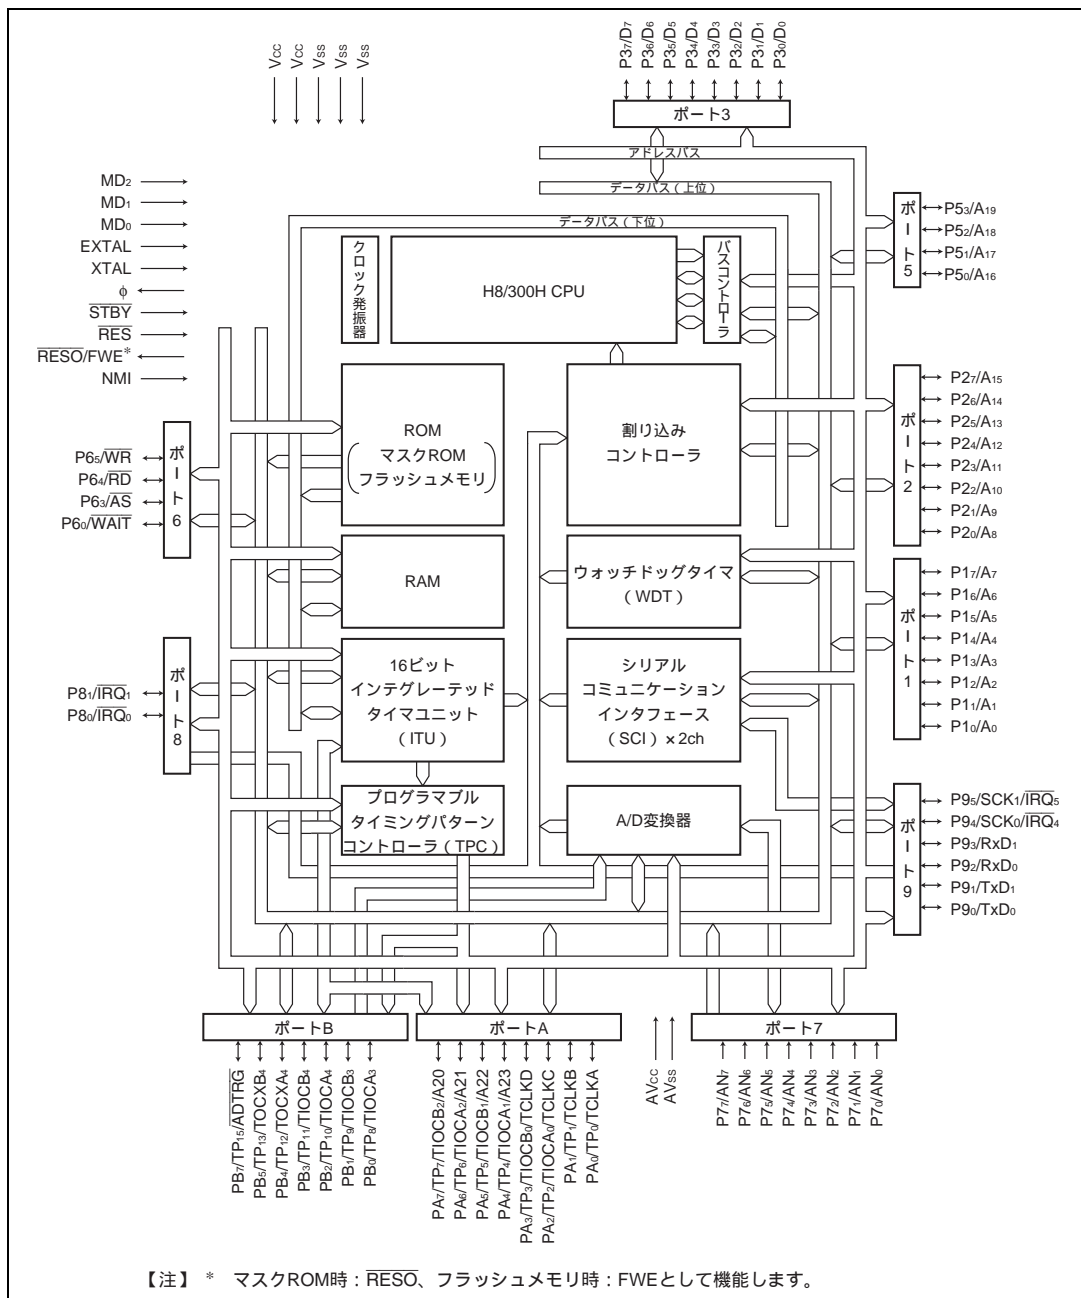 Vcc
Vcc
Vss
Vss
Vss
P37/D7
P36/D6
P35/D5
P34/D4
P33/D3
P32/D2
P31/D1
P30/D0
ポート3
アドレスバス
データバス(上位)
データバス(下位)
MD2
MD1
MD0
EXTAL
XTAL
φ
STBY
RES
RESO/FWE*
NMI
クロック発振器
H8/300H CPU
バスコントローラ
ポート5
P53/A19
P52/A18
P51/A17
P50/A16
ROM
マスクROM
フラッシュメモリ
割り込み
コントローラ
ポート2
P27/A15
P26/A14
P25/A13
P24/A12
P23/A11
P22/A10
P21/A9
P20/A8
P65/WR
P64/RD
P63/AS
P60/WAIT
ポート6
RAM
ウォッチドッグタイマ
(WDT)
ポート1
P17/A7
P16/A6
P15/A5
P14/A4
P13/A3
P12/A2
P11/A1
P10/A0
P81/IRQ1
P80/IRQ0
ポート8
16ビット
インテグレーテッド
タイマユニット
(ITU)
シリアル
コミュニケーション
インタフェース
(SCI)×2ch
プログラマブル
タイミングパターン
コントローラ(TPC)
A/D変換器
ポート9
P95/SCK1/IRQ5
P94/SCK0/IRQ4
P93/RxD1
P92/RxD0
P91/TxD1
P90/TxD0
ポートB
ポートA
ポート7
PB7/TP15/ADTRG
PB5/TP13/TOCXB4
PB4/TP12/TOCXA4
PB3/TP11/TIOCB4
PB2/TP10/TIOCA4
PB1/TP9/TIOCB3
PB0/TP8/TIOCA3
PA7/TP7/TIOCB2/A20
PA6/TP6/TIOCA2/A21
PA5/TP5/TIOCB1/A22
PA4/TP4/TIOCA1/A23
PA3/TP3/TIOCB0/TCLKD
PA2/TP2/TIOCA0/TCLKC
PA1/TP1/TCLKB
PA0/TP0/TCLKA
AVcc
AVss
P77/AN7
P76/AN6
P75/AN5
P74/AN4
P73/AN3
P72/AN2
P71/AN1
P70/AN0
【注】 * マスクROM時:RESO、フラッシュメモリ時:FWEとして機能します。